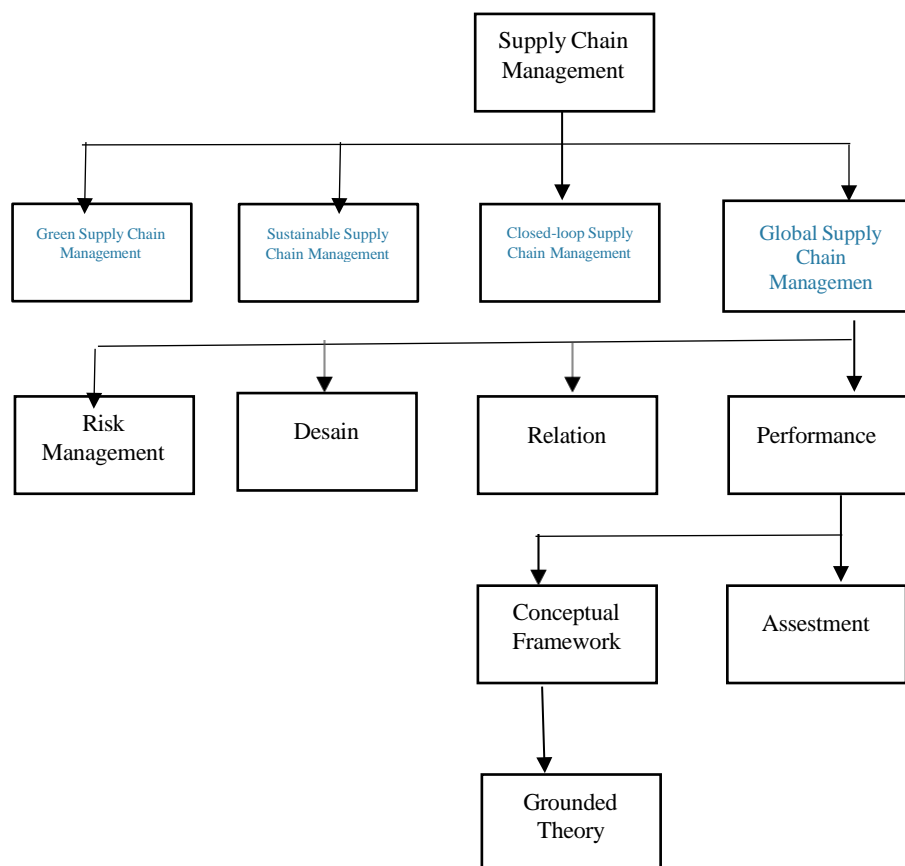 Supply Chain
Management
Green Supply Chain
Management
Sustainable Supply
Chain Management
Closed-loop Supply
Chain Management
Global Supply
Chain
Managemen
Risk
Management
Desain
Relation
Performance
Conceptual
Framework
Assestment
Grounded
Theory